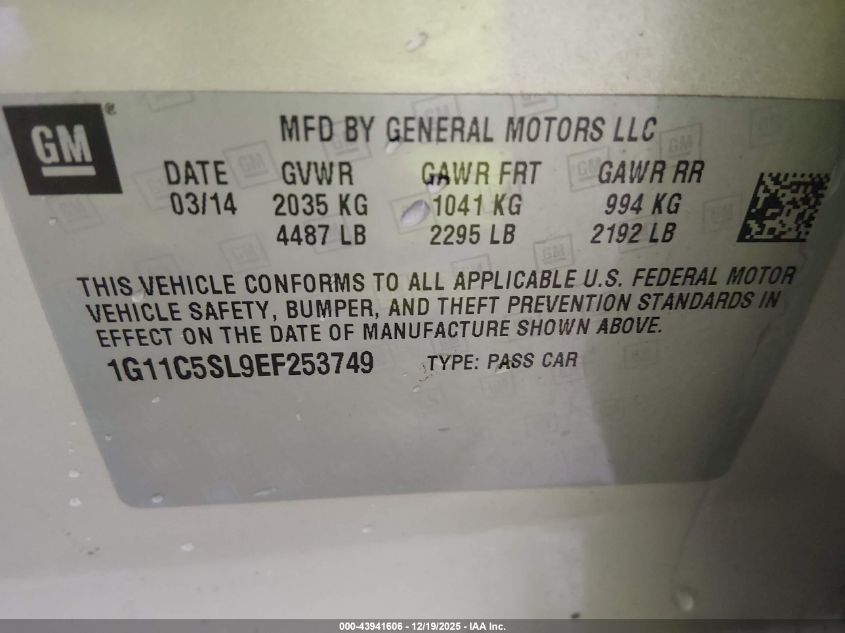 GM®
MFD BY GENERAL MOTORS LLC
DATE GVWR GAWR FRT GAWR RR
03/14 2035 KG 1041 KG 994 KG
4487 LB 2295 LB 2192 LB
THIS VEHICLE CONFORMS TO ALL APPLICABLE U.S. FEDERAL MOTOR
VEHICLE SAFETY, BUMPER, AND THEFT PREVENTION STANDARDS IN
EFFECT ON THE DATE OF MANUFACTURE SHOWN ABOVE.
1G11C5SL9EF253749 TYPE: PASS CAR
000-43941606 - 12/19/2025 - IAA Inc.